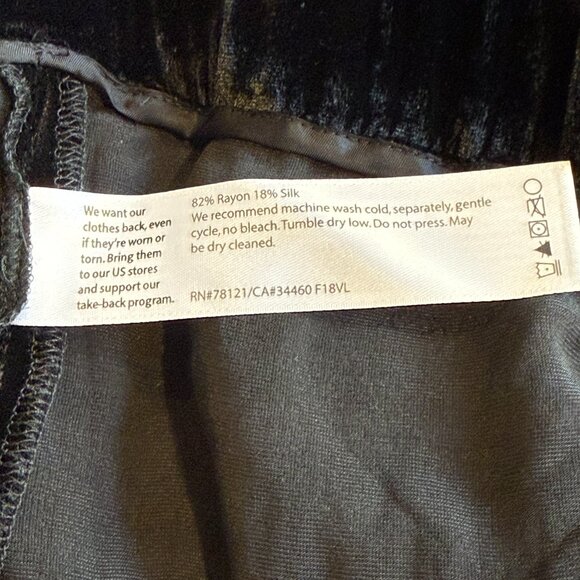 We want our
clothes back, even
if they're worn or
torn. Bring them
to our US stores
and support our
take-back program.
82% Rayon 18% Silk
We recommend machine wash cold, separately, gentle
cycle, no bleach. Tumble dry low. Do not press. May
be dry cleaned.
RN#78121/CA#34460 F18VL